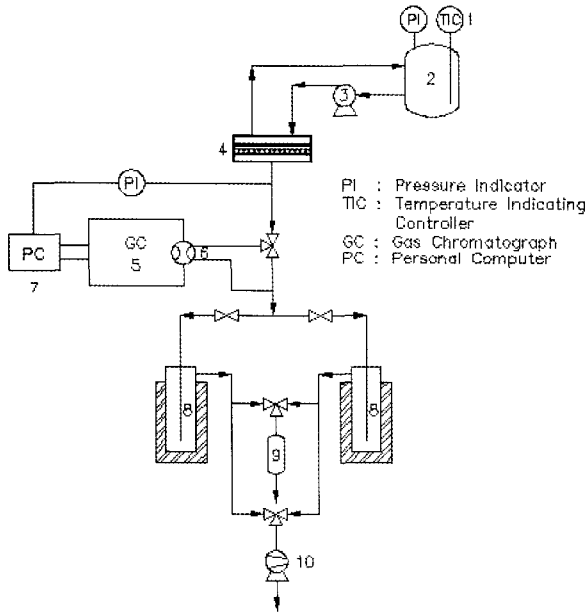 PI TIC 1
2
3
4
PI
PI : Pressure Indicator
TIC : Temperature Indicating
Controller
GC : Gas Chromatograph
PC : Personal Computer
GC
5
6
PC
7
8
8
9
10